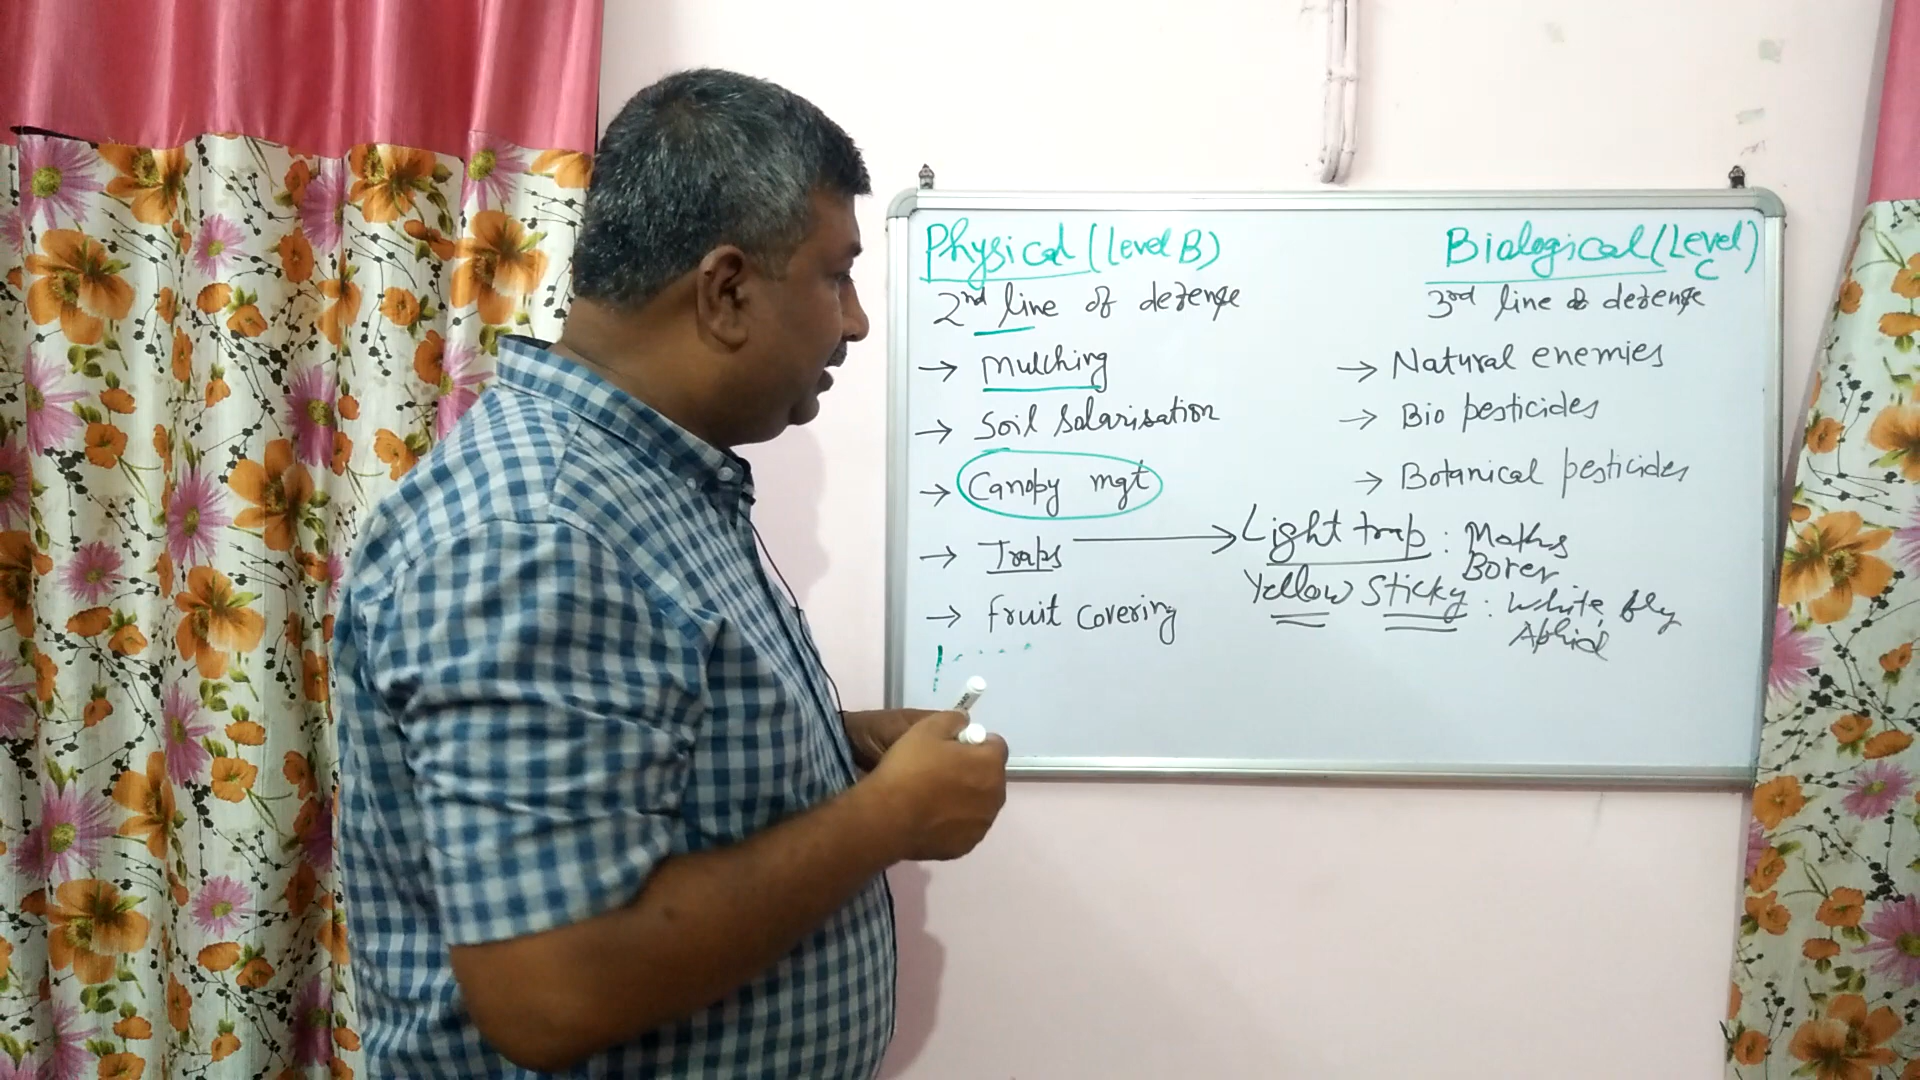 Physical (Level B)
2nd line of defense
→ Mulching
→ Soil Solarisation
→ Canopy mgt
→ Traps → Light trap : Moths
Borer
Yellow Sticky : White fly
Aphid
→ fruit covering
Biological (Level C)
3rd line of defense
→ Natural enemies
→ Bio pesticides
→ Botanical pesticides